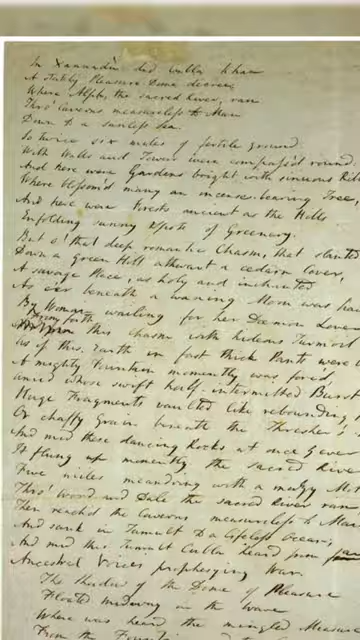 In Xannadù did Cubla Khan
A stately Pleasure-Dome decree;
Where Alph, the sacred River, ran
Thro' Caverns measureless to Man
Down to a sunless Sea.
So twice six miles of fertile ground
With Walls and Towers were compass'd round:
And here were Gardens bright with sinuous Rills
Where blossom'd many an incense-bearing Tree,
And here were Forests ancient as the Hills
Enfolding sunny Spots of Greenery.
But o! that deep romantic Chasm, that slanted
Down a green Hill athwart a cedarn Cover,
A savage Place, as holy and inchanted
As e'er beneath a waning Moon was haun
By Woman wailing for her Dæmon Lover:
From forth this Chasm with hideous Turmoil
As if this Earth in fast thick Pants were
A mighty Fountain momently was forc'd,
Amid whose swift half-intermitted Burst
Huge Fragments vaulted like rebounding
Or chaffy Grain beneath the Thresher's
And mid these dancing Rocks at once & ever
It flung up momently the sacred River
Five miles meandring with a mazy Mot
Thro' Wood and Dale the sacred River ran
Then reach'd the Caverns measureless to Man
And sank in Tumult to a lifeless Ocean;
And mid this Tumult Cubla heard from
Ancestral Voices prophesying War.
The Shadow of the Dome of Pleasure
Floated midway on the Wave
Where was heard the mingled Measure
From the